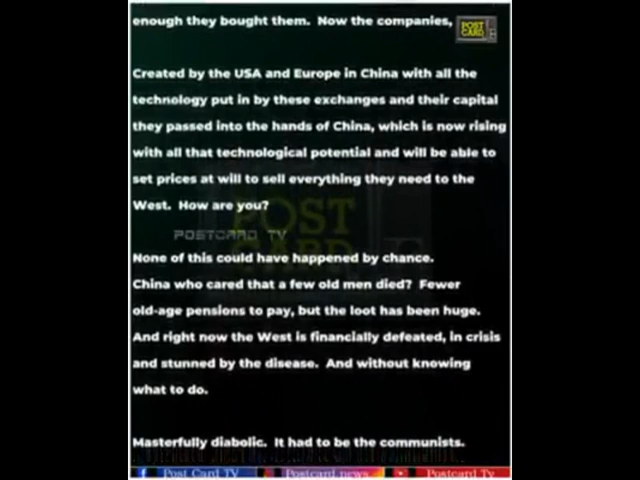 enough they bought them. Now the companies,
POST
CARD
Created by the USA and Europe in China with all the
technology put in by these exchanges and their capital
they passed into the hands of China, which is now rising
with all that technological potential and will be able to
set prices at will to sell everything they need to the
West. How are you?
POST
CARD
POSTCARD TV
None of this could have happened by chance.
China who cared that a few old men died? Fewer
old-age pensions to pay, but the loot has been huge.
And right now the West is financially defeated, in crisis
and stunned by the disease. And without knowing
what to do.
Masterfully diabolic. It had to be the communists.
Post Card TV Postcard news Postcard Tv